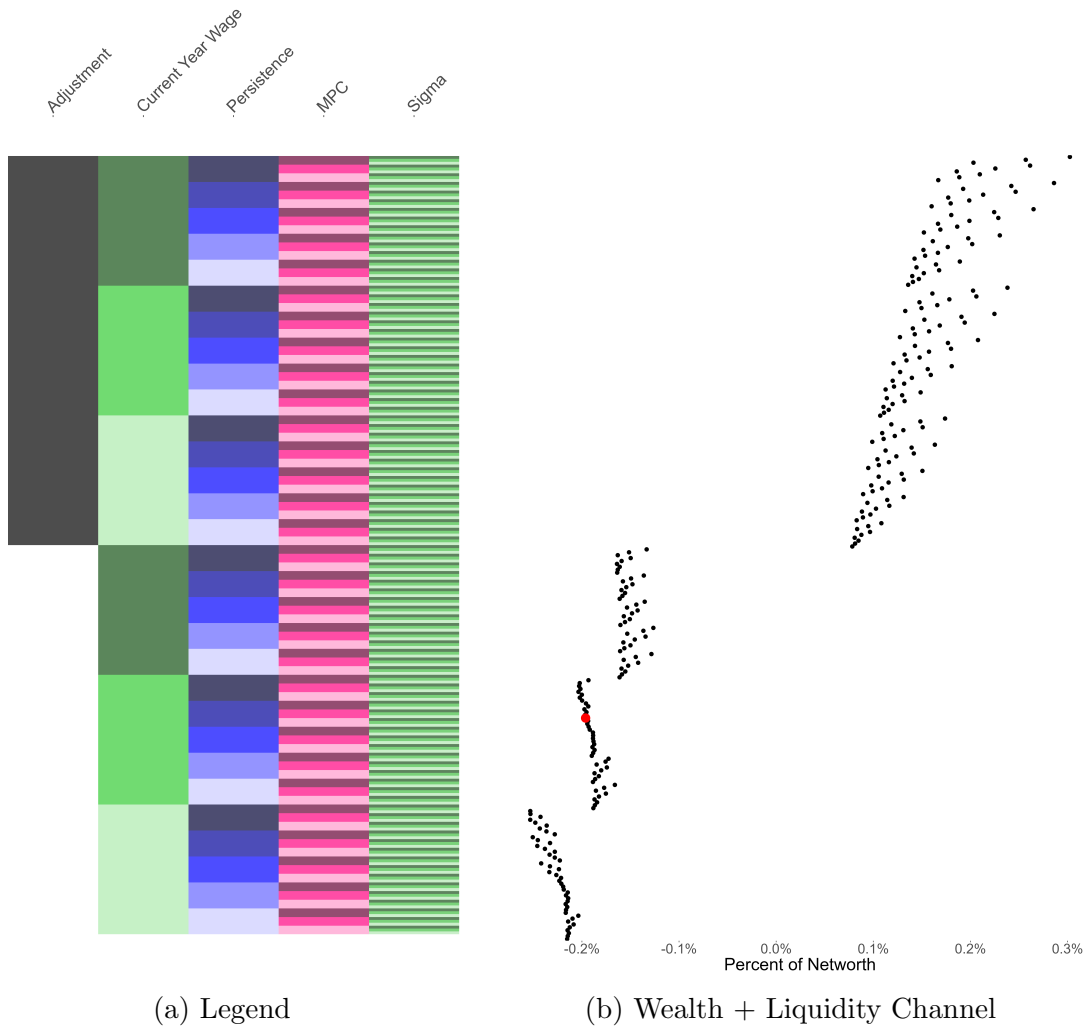 Adjustment
Current Year Wage
Persistence
MPC
Sigma
-0.2% -0.1% 0.0% 0.1% 0.2% 0.3%
Percent of Networth
(a) Legend
(b) Wealth + Liquidity Channel